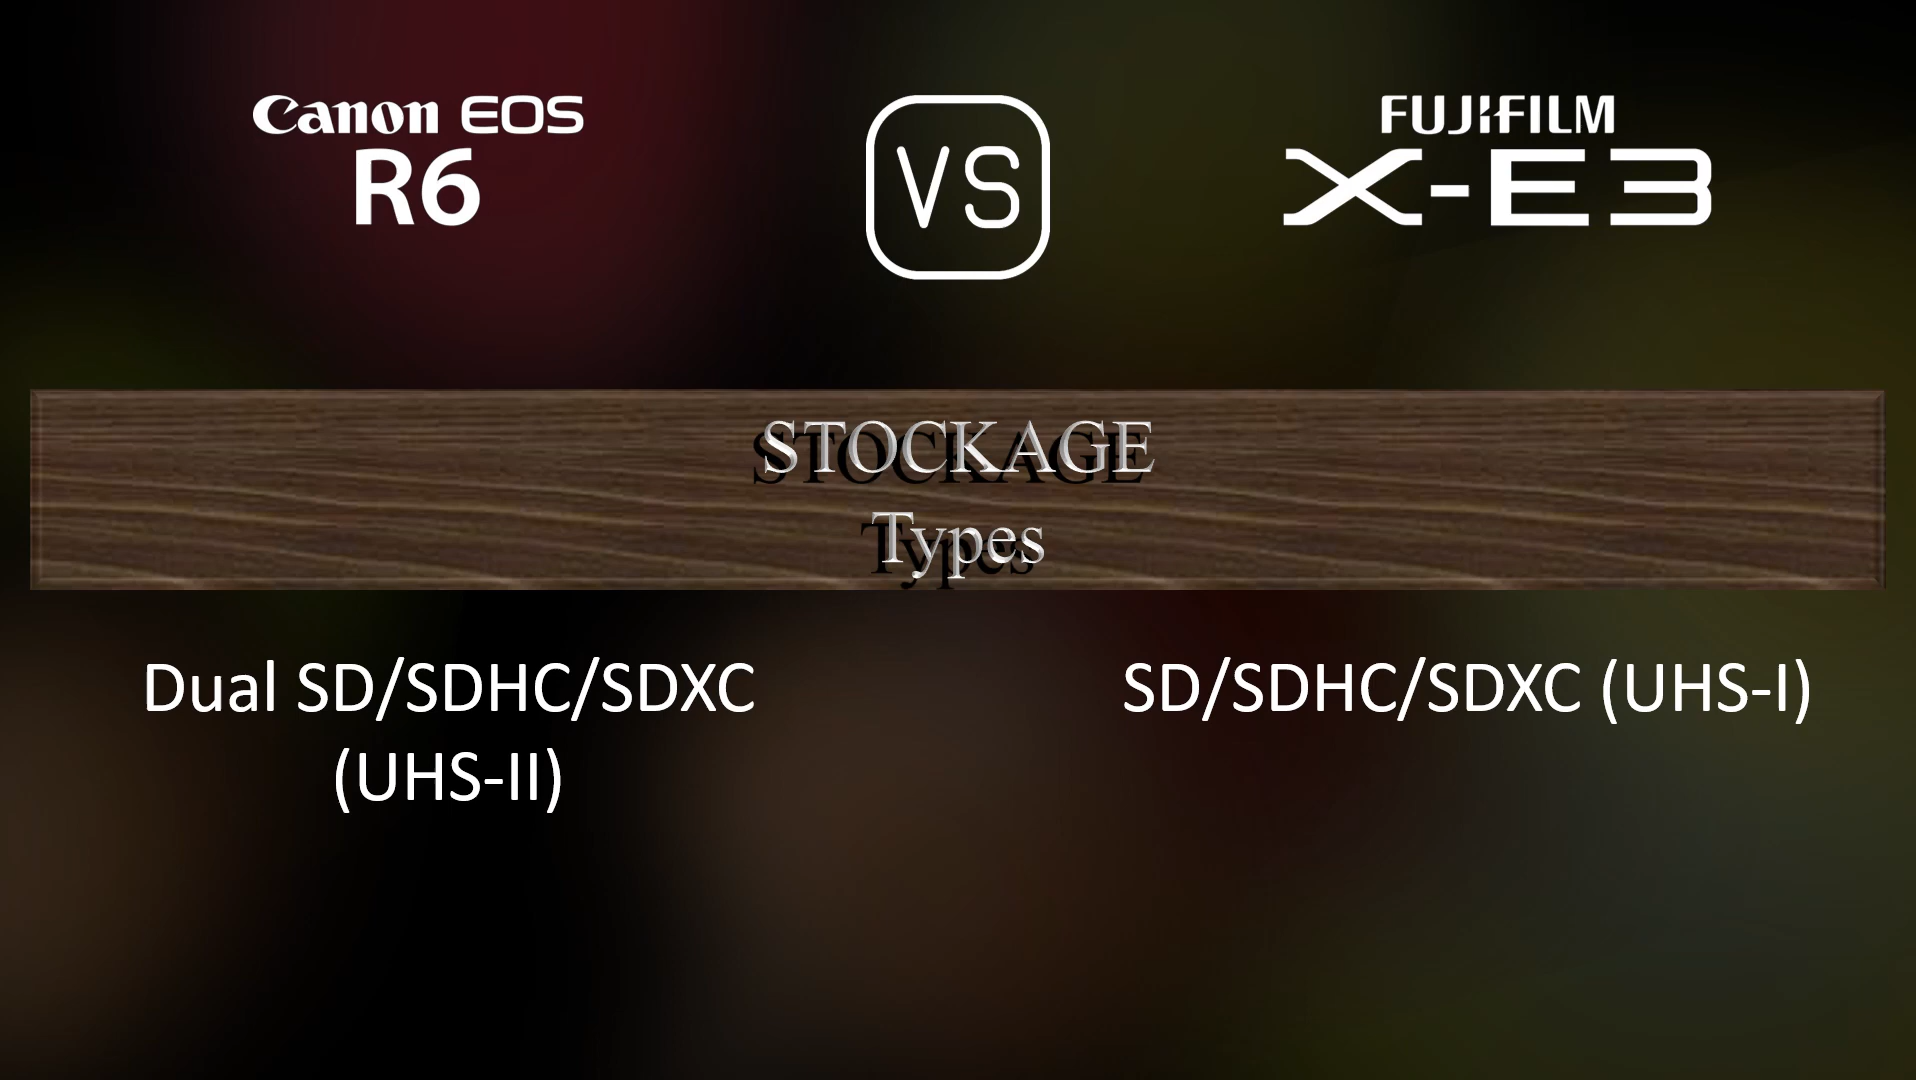 Canon EOS
R6
VS
FUJIFILM
X-E3
STOCKAGE
Types
Dual SD/SDHC/SDXC
(UHS-II)
SD/SDHC/SDXC (UHS-I)